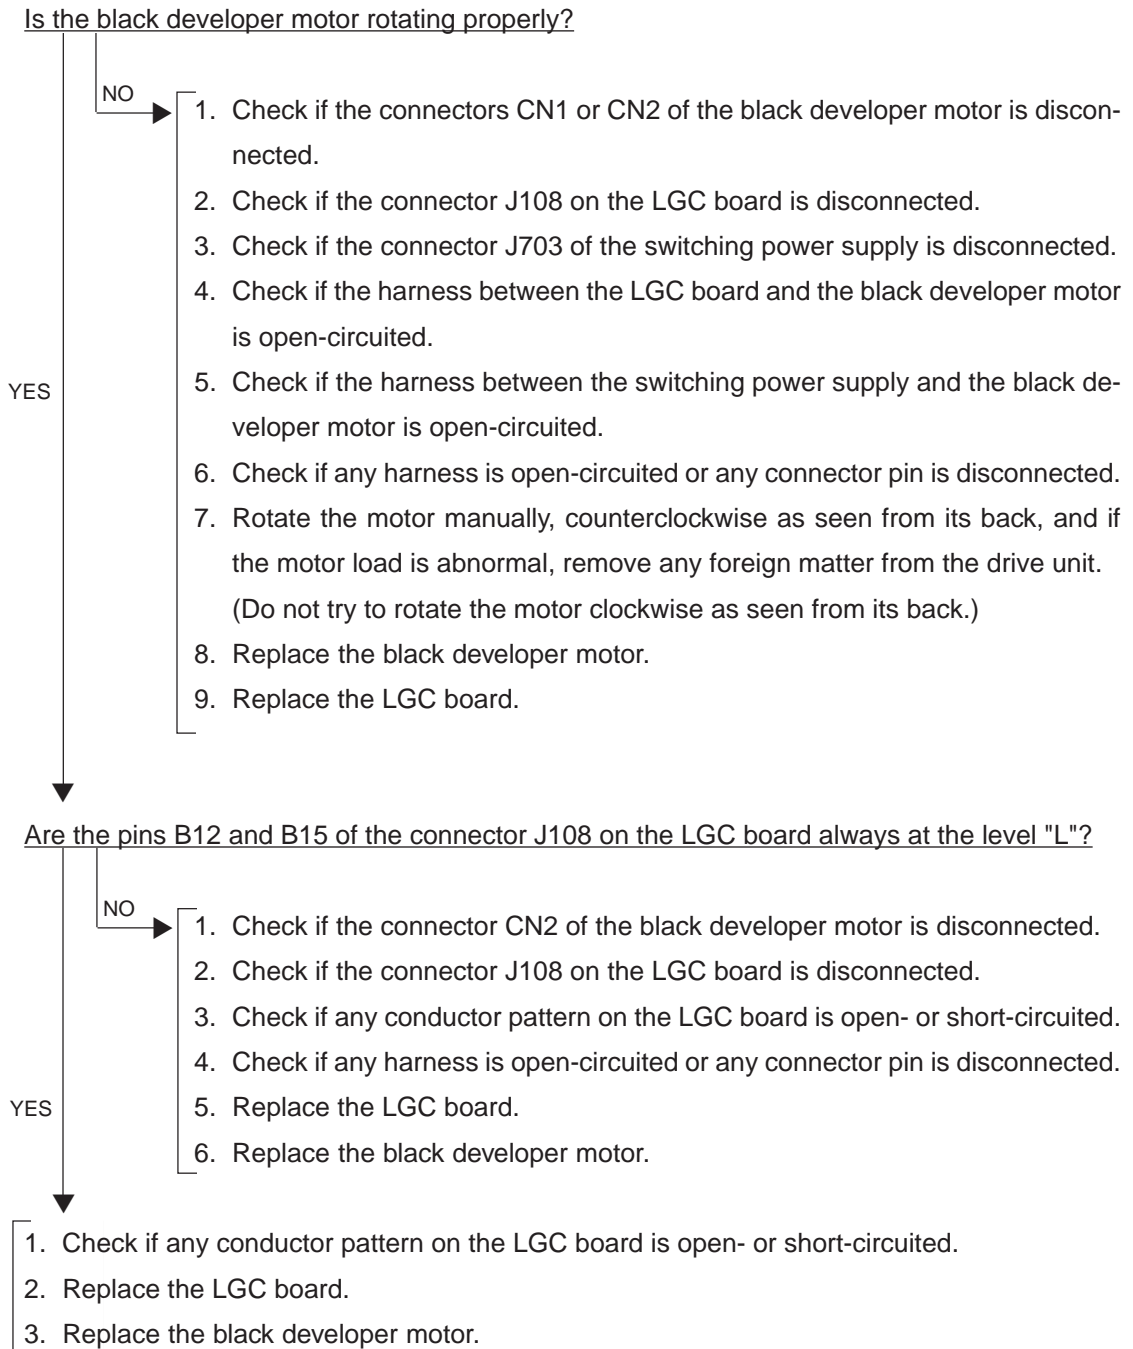 Is the black developer motor rotating properly?
NO
1. Check if the connectors CN1 or CN2 of the black developer motor is discon-
nected.
2. Check if the connector J108 on the LGC board is disconnected.
3. Check if the connector J703 of the switching power supply is disconnected.
4. Check if the harness between the LGC board and the black developer motor
is open-circuited.
YES
5. Check if the harness between the switching power supply and the black de-
veloper motor is open-circuited.
6. Check if any harness is open-circuited or any connector pin is disconnected.
7. Rotate the motor manually, counterclockwise as seen from its back, and if
the motor load is abnormal, remove any foreign matter from the drive unit.
(Do not try to rotate the motor clockwise as seen from its back.)
8. Replace the black developer motor.
9. Replace the LGC board.
Are the pins B12 and B15 of the connector J108 on the LGC board always at the level "L"?
NO
1. Check if the connector CN2 of the black developer motor is disconnected.
2. Check if the connector J108 on the LGC board is disconnected.
3. Check if any conductor pattern on the LGC board is open- or short-circuited.
4. Check if any harness is open-circuited or any connector pin is disconnected.
YES
5. Replace the LGC board.
6. Replace the black developer motor.
1. Check if any conductor pattern on the LGC board is open- or short-circuited.
2. Replace the LGC board.
3. Replace the black developer motor.